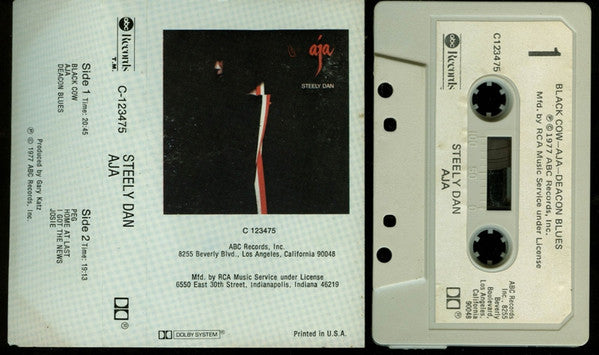 abc Records
T.M.
C-123475
Side 1 Time: 20:45
BLACK COW
AJA
DEACON BLUES
STEELY DAN
AJA
Side 2 Time: 19:13
PEG
HOME AT LAST
I GOT THE NEWS
JOSIE
Produced by Gary Katz
Ⓟ © 1977 ABC Records, Inc.
aja
STEELY DAN
C 123475
ABC Records, Inc.
8255 Beverly Blvd., Los Angeles, California 90048
Mfd. by RCA Music Service under License
6550 East 30th Street, Indianapolis, Indiana 46219
DOLBY SYSTEM®
Printed in U.S.A.
abc Records
C123475
1
BLACK COW—AJA—DEACON BLUES
Ⓟ © 1977 ABC Records, Inc.
Mfd. by RCA Music Service under License
STEELY DAN
AJA
100 50 0
ABC Records
Inc. 8255
Beverly
Boulevard,
Los Angeles,
California
90048